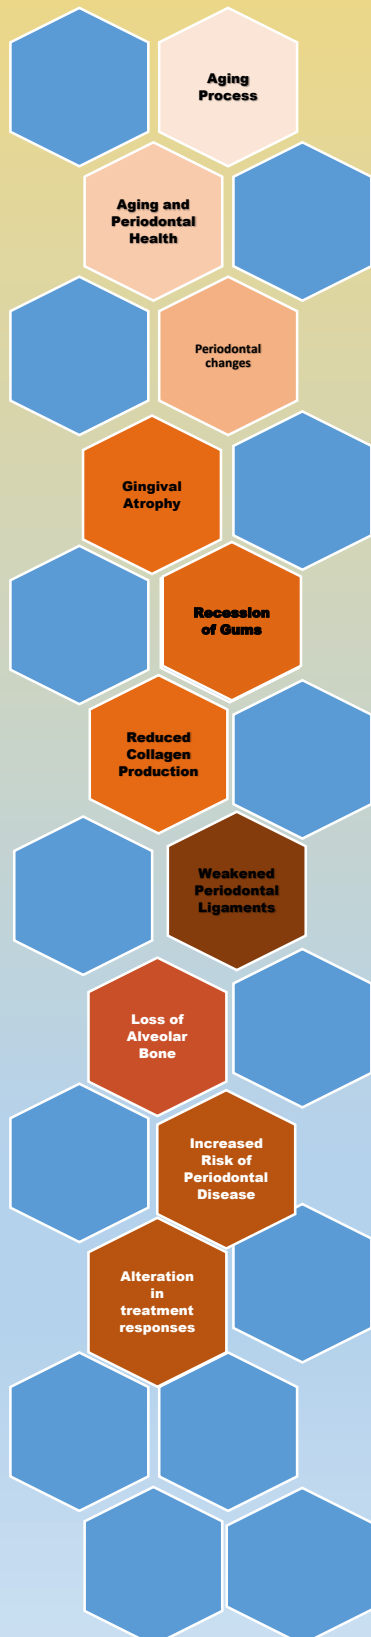 Aging
Process
Aging and
Periodontal
Health
Periodontal
changes
Gingival
Atrophy
Recession
of Gums
Reduced
Collagen
Production
Weakened
Periodontal
Ligaments
Loss of
Alveolar
Bone
Increased
Risk of
Periodontal
Disease
Alteration
in
treatment
responses